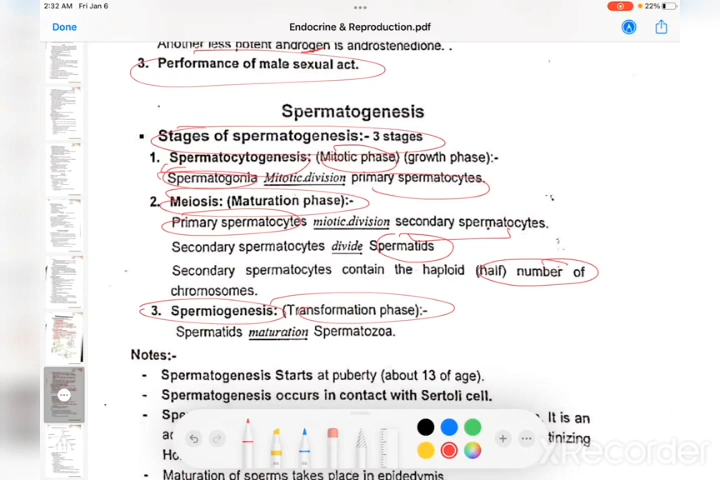 2:32 AM Fri Jan 6
22%
Done
Endocrine & Reproduction.pdf
Another less potent androgen is androstenedione. .
3. Performance of male sexual act.
Spermatogenesis
▪ Stages of spermatogenesis:- 3 stages
1. Spermatocytogenesis: (Mitotic phase) (growth phase):-
Spermatogonia Mitotic.division primary spermatocytes.
2. Meiosis: (Maturation phase):-
Primary spermatocytes miotic.division secondary spermatocytes.
Secondary spermatocytes divide Spermatids
Secondary spermatocytes contain the haploid (half) number of
chromosomes.
3. Spermiogenesis: (Transformation phase):-
Spermatids maturation Spermatozoa.
Notes:-
- Spermatogenesis Starts at puberty (about 13 of age).
- Spermatogenesis occurs in contact with Sertoli cell.
- Spe It is an
tinizing
Ho
- Maturation of sperms takes place in epidedymis
XRecorder